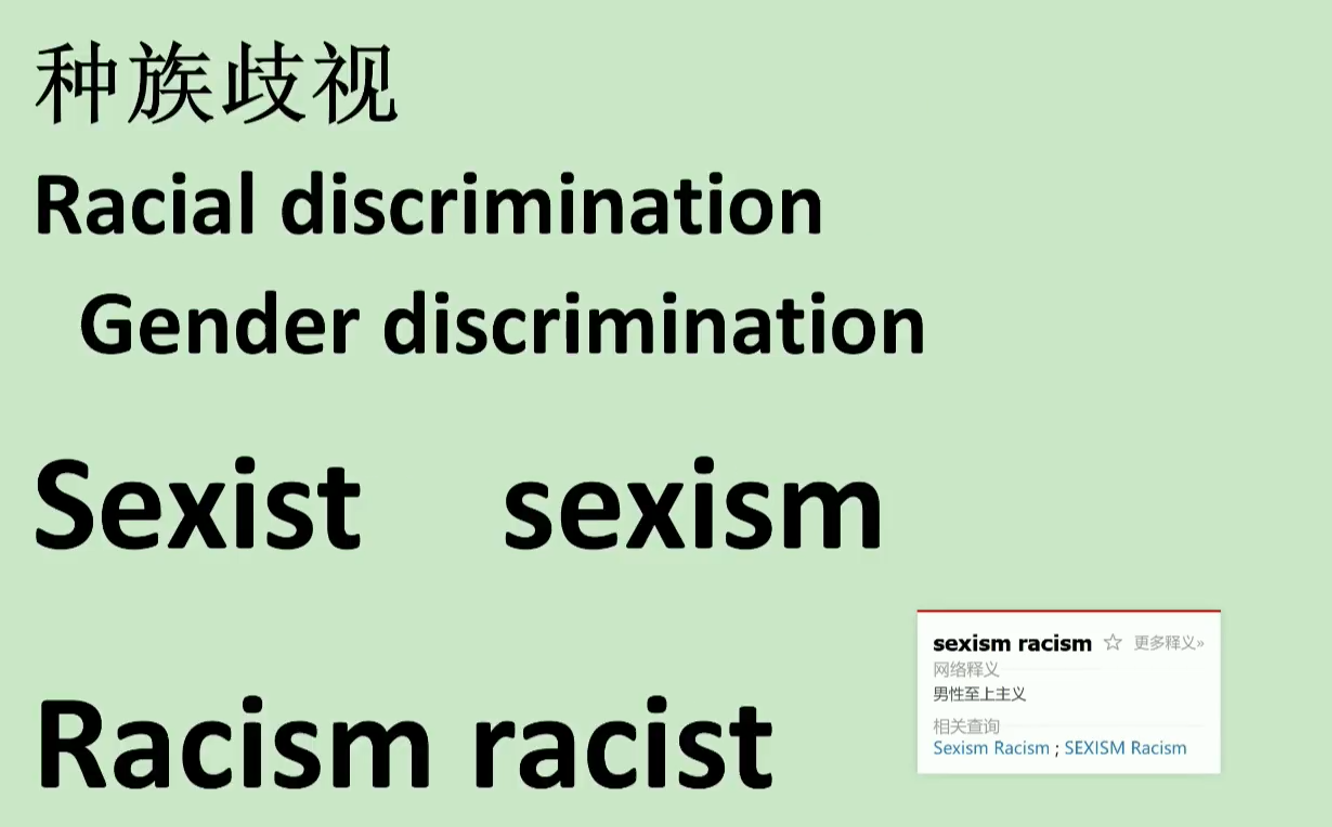 种族歧视
Racial discrimination
Gender discrimination
Sexist sexism
Racism racist
sexism racism ☆ 更多释义»
网络释义
男性至上主义
相关查询
Sexism Racism ; SEXISM Racism